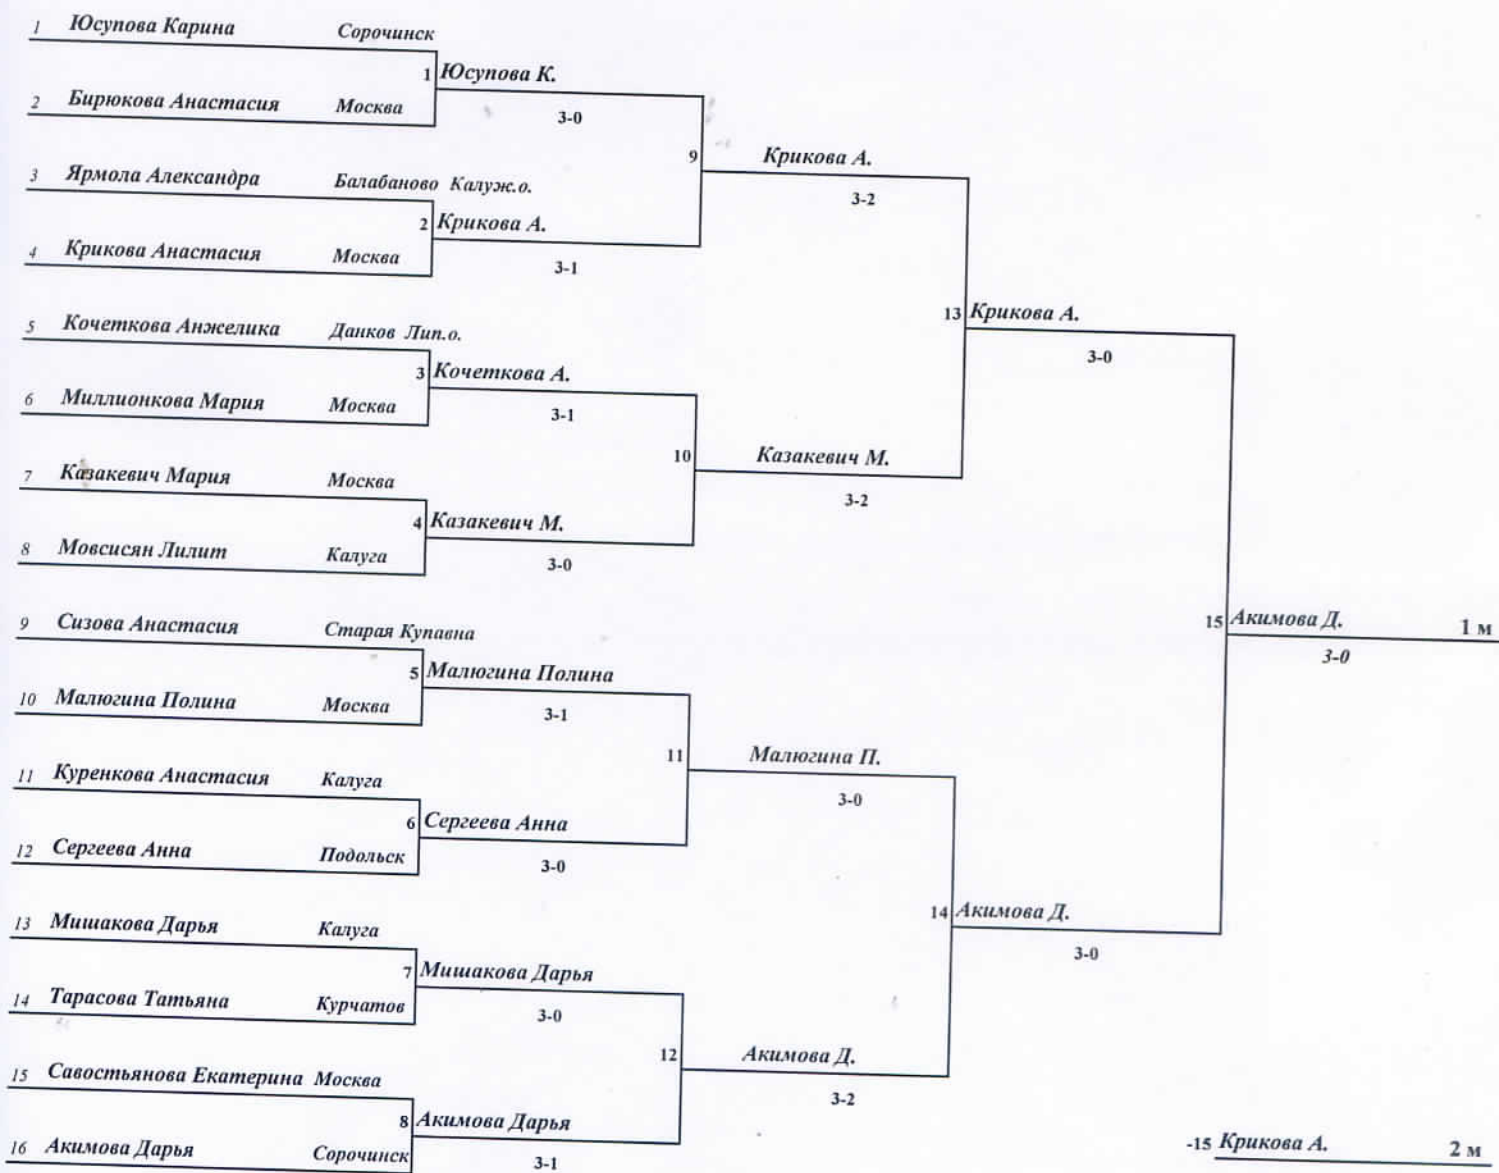 1 Юсупова Карина Сорочинск
1 Юсупова К.
2 Бирюкова Анастасия Москва
3-0
9 Крикова А.
3-2
3 Ярмола Александра Балабаново Калуж.о.
2 Крикова А.
4 Крикова Анастасия Москва
3-1
13 Крикова А.
3-0
5 Кочеткова Анжелика Данков Лип.о.
3 Кочеткова А.
6 Миллионкова Мария Москва
3-1
10 Казакевич М.
3-2
7 Казакевич Мария Москва
4 Казакевич М.
8 Мовсисян Лилит Калуга
3-0
15 Акимова Д. 1 м
3-0
9 Сизова Анастасия Старая Купавна
5 Малюгина Полина
10 Малюгина Полина Москва
3-1
11 Малюгина П.
3-0
11 Куренкова Анастасия Калуга
6 Сергеева Анна
12 Сергеева Анна Подольск
3-0
14 Акимова Д.
3-0
13 Мишакова Дарья Калуга
7 Мишакова Дарья
14 Тарасова Татьяна Курчатов
3-0
12 Акимова Д.
3-2
15 Савостьянова Екатерина Москва
8 Акимова Дарья
16 Акимова Дарья Сорочинск
3-1
-15 Крикова А. 2 м